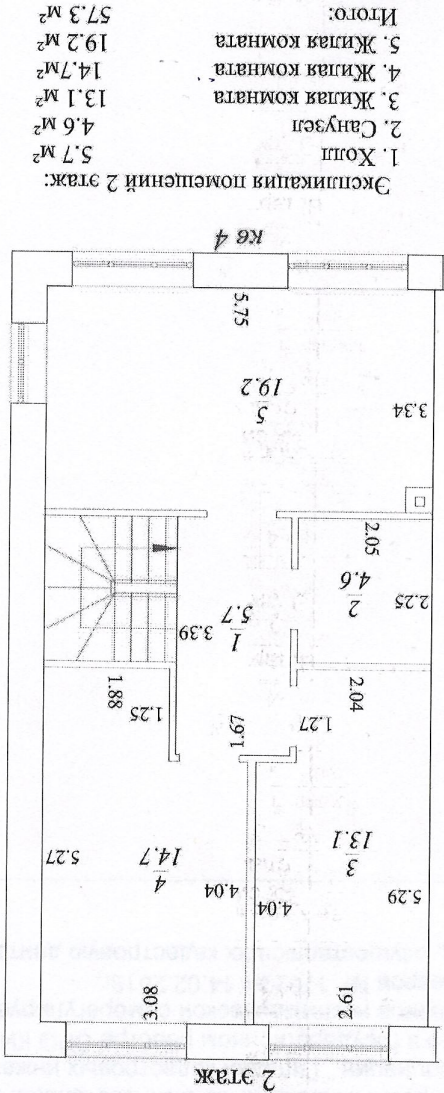 2 этаж
2.91
3.08
5.29
4.04
4.04
5.27
3
13.1
4
14.7
1.27
1.67
2.04
1.25
1.88
2.25
2
4.6
1
5.7
3.39
2.05
3.34
5
19.2
5.75
кв 4
Экспликация помещений 2 этаж:
1. Холл 5.7 м²
2. Санузел 4.6 м²
3. Жилая комната 13.1 м²
4. Жилая комната 14.7м²
5. Жилая комната 19.2 м²
Итого: 57.3 м²